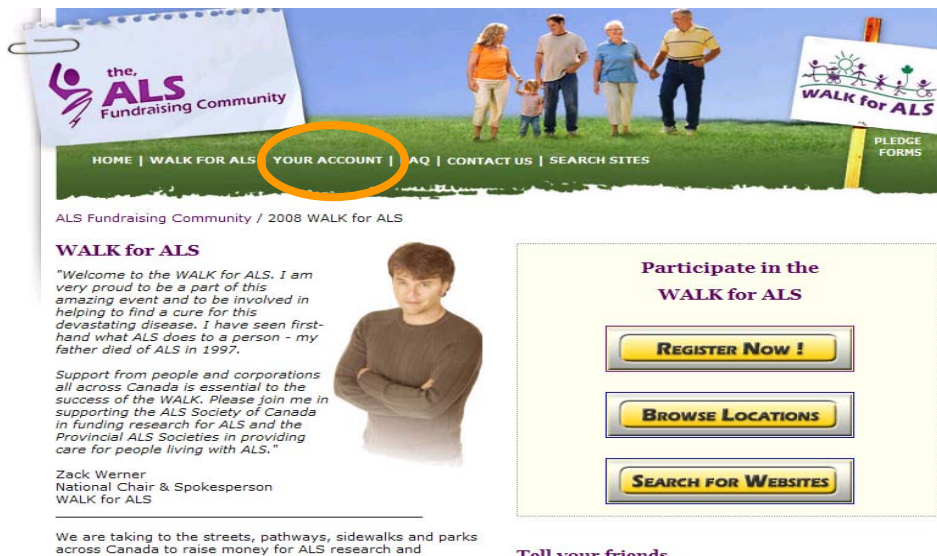 the,
ALS
Fundraising Community
WALK for ALS
PLEDGE
FORMS
HOME | WALK FOR ALS YOUR ACCOUNT | FAQ | CONTACT US | SEARCH SITES
ALS Fundraising Community / 2008 WALK for ALS
WALK for ALS
"Welcome to the WALK for ALS. I am
very proud to be a part of this
amazing event and to be involved in
helping to find a cure for this
devastating disease. I have seen first-
hand what ALS does to a person - my
father died of ALS in 1997.
Support from people and corporations
all across Canada is essential to the
success of the WALK. Please join me in
supporting the ALS Society of Canada
in funding research for ALS and the
Provincial ALS Societies in providing
care for people living with ALS."
Zack Werner
National Chair & Spokesperson
WALK for ALS
We are taking to the streets, pathways, sidewalks and parks
across Canada to raise money for ALS research and
Participate in the
WALK for ALS
REGISTER NOW !
BROWSE LOCATIONS
SEARCH FOR WEBSITES
Tell your friends